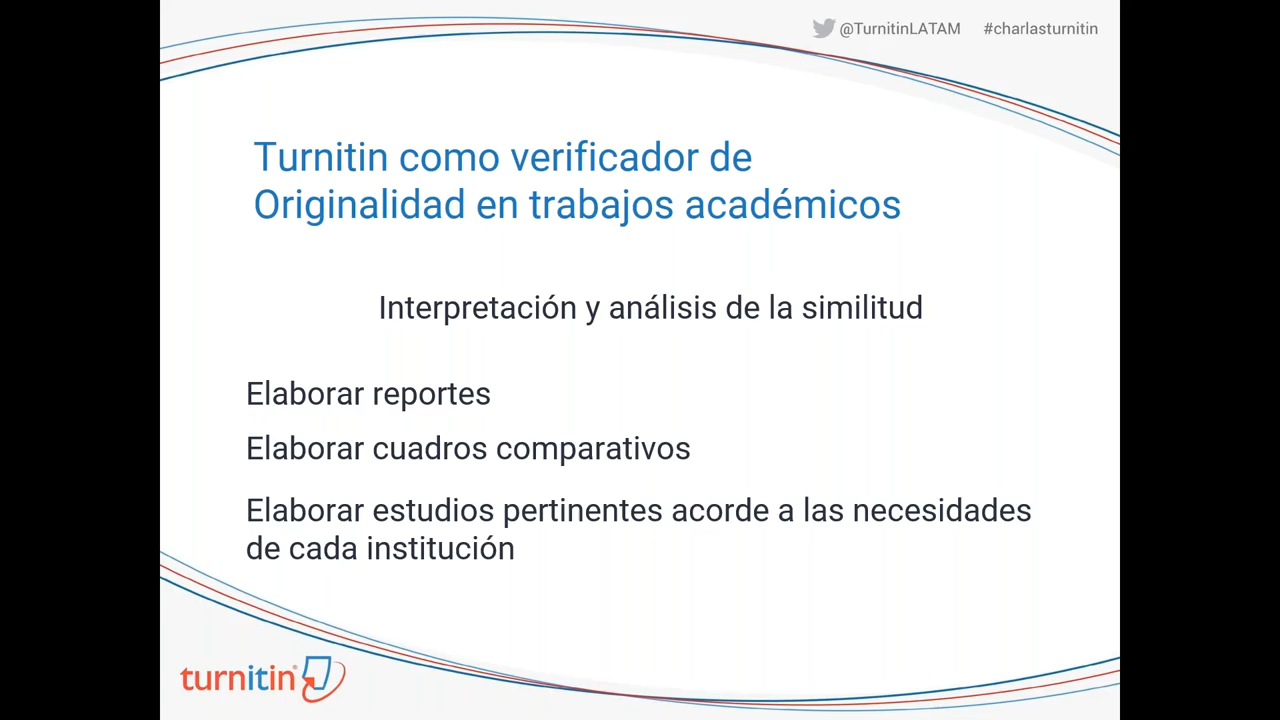 @TurnitinLATAM #charlasturnitin
Turnitin como verificador de
Originalidad en trabajos académicos
Interpretación y análisis de la similitud
Elaborar reportes
Elaborar cuadros comparativos
Elaborar estudios pertinentes acorde a las necesidades
de cada institución
turnitin